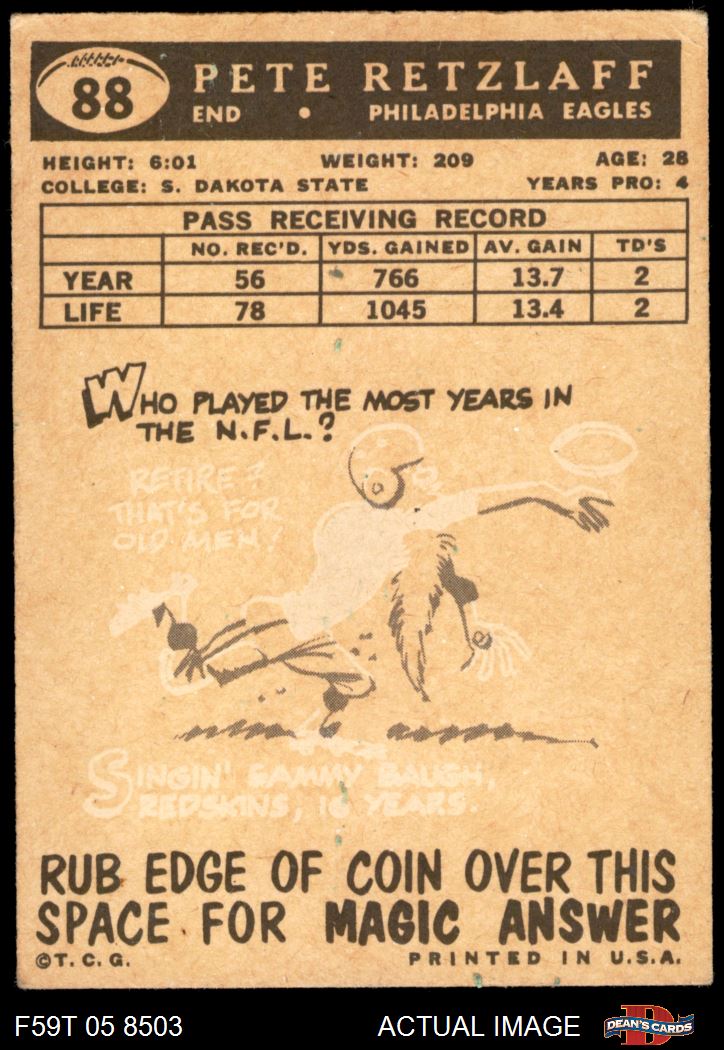 88
PETE RETZLAFF
END • PHILADELPHIA EAGLES
HEIGHT: 6:01 WEIGHT: 209 AGE: 28
COLLEGE: S. DAKOTA STATE YEARS PRO: 4
PASS RECEIVING RECORD
NO. REC'D. YDS. GAINED AV. GAIN TD'S
YEAR 56 766 13.7 2
LIFE 78 1045 13.4 2
WHO PLAYED THE MOST YEARS IN
THE N.F.L.?
RETIRE?
THAT'S FOR
OLD MEN!
SINGIN' SAMMY BAUGH,
REDSKINS, 16 YEARS.
RUB EDGE OF COIN OVER THIS
SPACE FOR MAGIC ANSWER
©T. C. G. PRINTED IN U.S.A.
F59T 05 8503 ACTUAL IMAGE DEAN'S CARDS